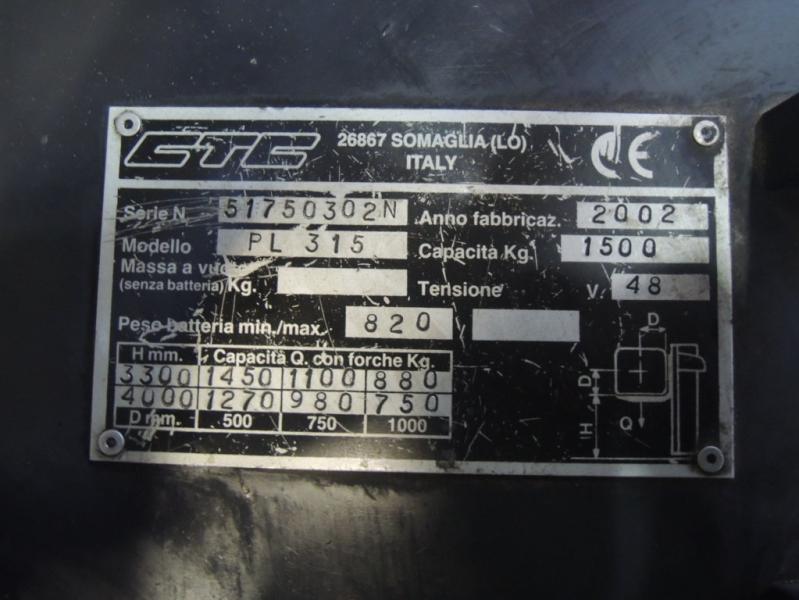 CTC 26867 SOMAGLIA (LO)
ITALY
CE
Serie N 51750302N Anno fabbricaz. 2002
Modello PL 315 Capacità Kg. 1500
Massa a
(senza batteria) Kg. Tensione V. 48
Peso batteria min./max. 820 /
H mm. Capacità Q. con forche Kg.
3300 1450 1100 880
4000 1270 980 750
D mm. 500 750 1000
D
D
H Q